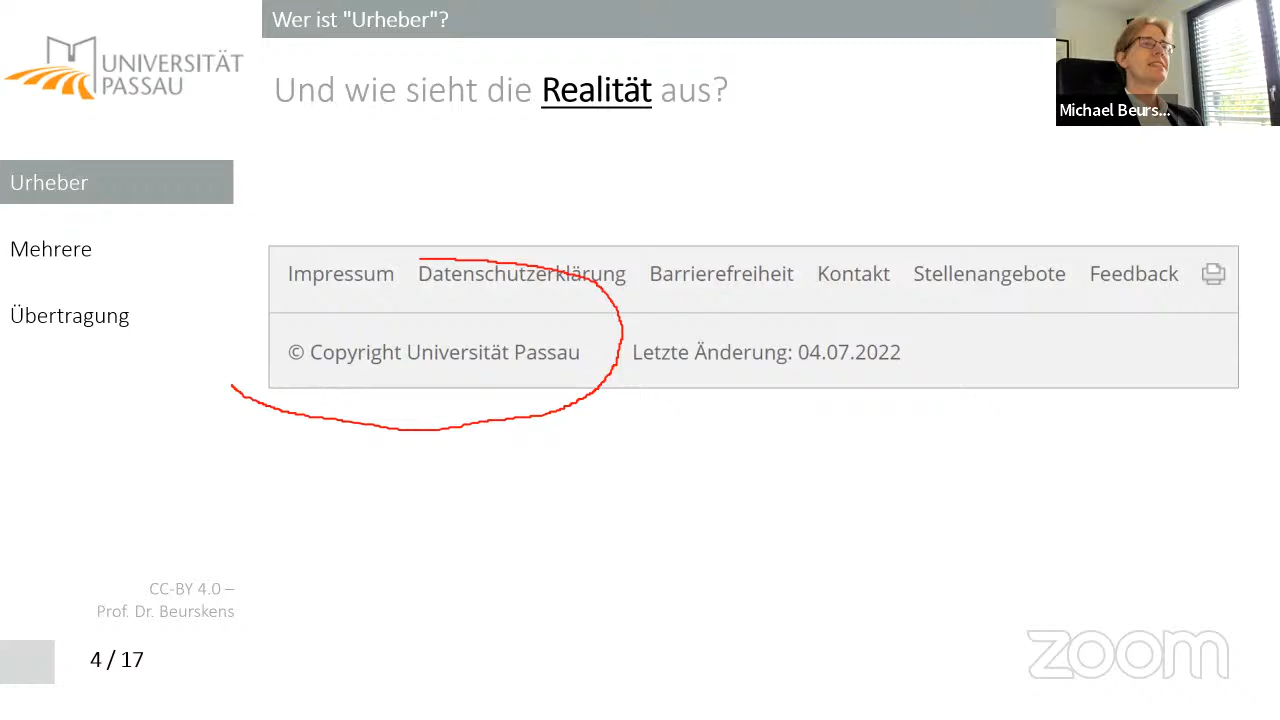 Wer ist "Urheber"?
UNIVERSITÄT
PASSAU
Und wie sieht die Realität aus?
Michael Beurs...
Urheber
Mehrere
Übertragung
Impressum Datenschutzerklärung Barrierefreiheit Kontakt Stellenangebote Feedback
© Copyright Universität Passau Letzte Änderung: 04.07.2022
CC-BY 4.0 –
Prof. Dr. Beurskens
4 / 17
zoom